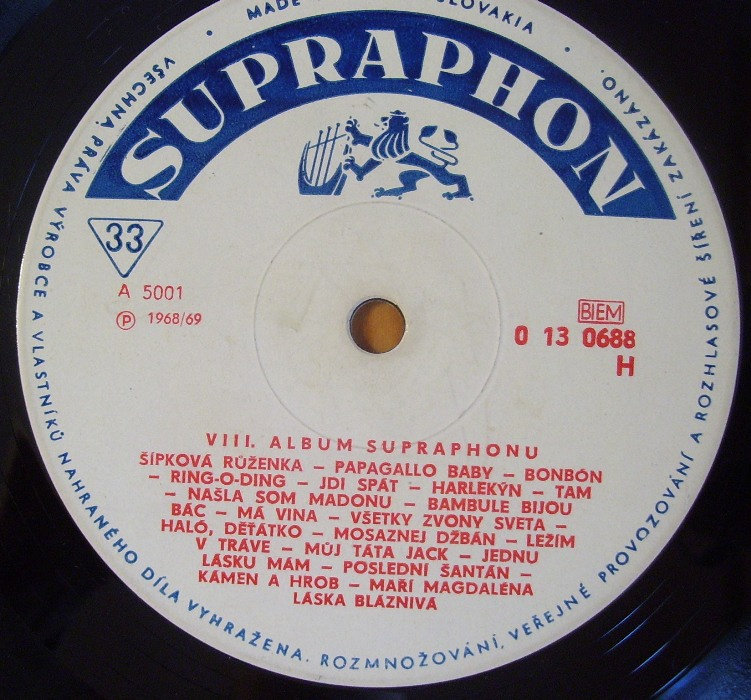 MADE
SLOVAKIA
SUPRAPHON
33
A 5001
Ⓟ 1968/69
BIEM
0 13 0688
H
VIII. ALBUM SUPRAPHONU
ŠÍPKOVÁ RŮŽENKA – PAPAGALLO BABY – BONBÓN
– RING-O-DING – JDI SPÁT – HARLEKÝN – TAM
– NAŠLA SOM MADONU – BAMBULE BIJOU
BÁC – MÁ VINA – VŠETKY ZVONY SVETA –
HALÓ, DĚŤÁTKO – MOSAZNEJ DŽBÁN – LEŽÍM
V TRÁVE – MŮJ TÁTA JACK – JEDNU
LÁSKU MÁM – POSLEDNÍ ŠANTÁN –
KÁMEN A HROB – MAŘÍ MAGDALÉNA
LÁSKA BLÁZNIVÁ
VŠECHNA PRÁVA VÝROBCE A VLASTNÍKŮ NAHRANÉHO DÍLA VYHRAŽENA. ROZMNOŽOVÁNÍ, VEŘEJNÉ PROVOZOVÁNÍ A ROZHLASOVÉ ŠÍŘENÍ ZAKÁZÁNO.